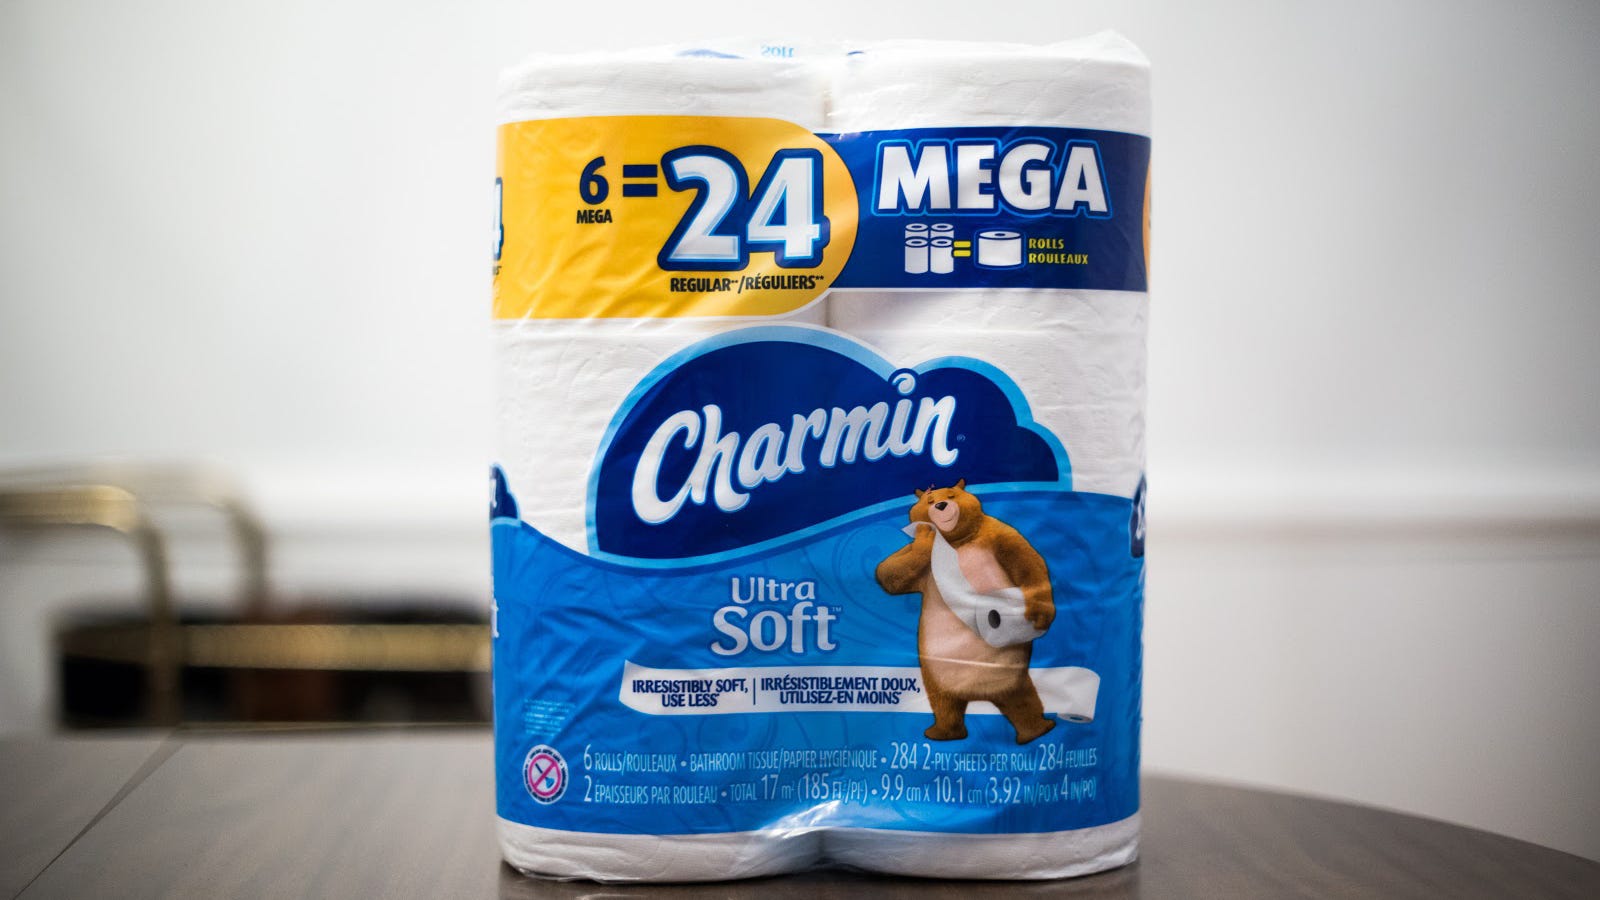 6 = 24
MEGA
REGULAR**/RÉGULIERS**
MEGA
=
ROLLS
ROULEAUX
Charmin®
Ultra
Soft™
IRRESISTIBLY SOFT,
USE LESS*
IRRÉSISTIBLEMENT DOUX,
UTILISEZ-EN MOINS*
6 ROLLS/ROULEAUX • BATHROOM TISSUE/PAPIER HYGIÉNIQUE • 284 2-PLY SHEETS PER ROLL/284 FEUILLES
2 ÉPAISSEURS PAR ROULEAU • TOTAL 17 m² (185 FT²/PI²) • 9.9 cm x 10.1 cm (3.92 IN/PO x 4 IN/PO)